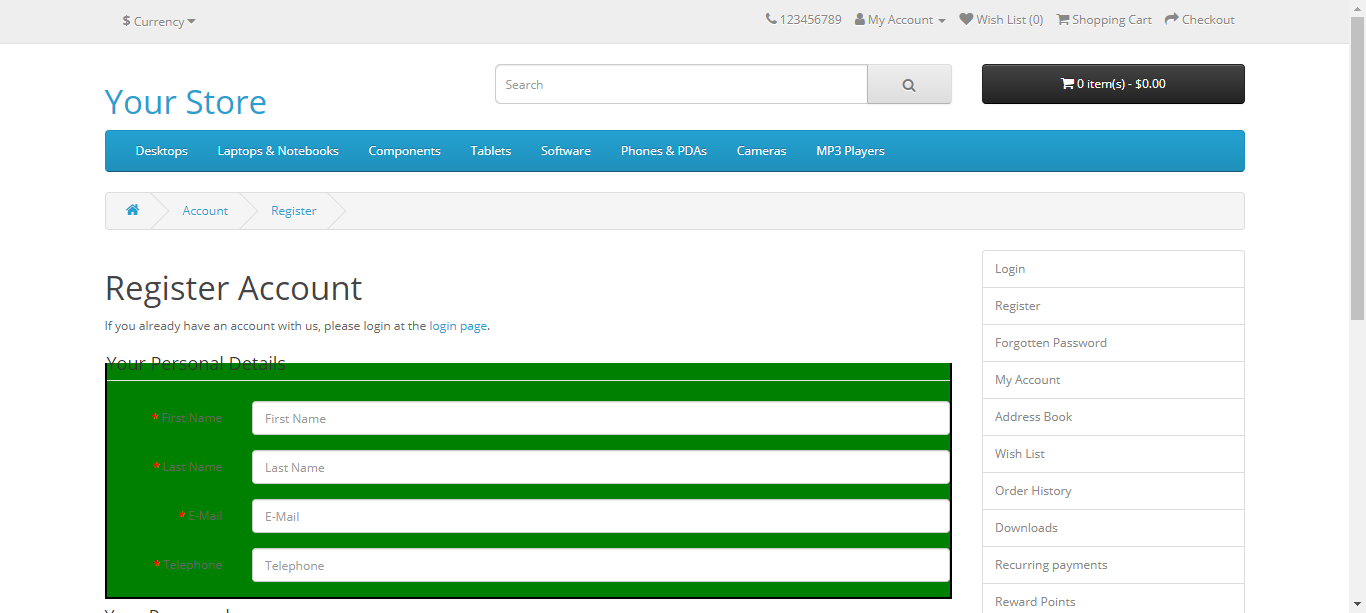 $ Currency
123456789 My Account Wish List (0) Shopping Cart Checkout
Your Store
Search
0 item(s) - $0.00
Desktops Laptops & Notebooks Components Tablets Software Phones & PDAs Cameras MP3 Players
Account Register
Register Account
If you already have an account with us, please login at the login page.
Your Personal Details
* First Name First Name
* Last Name Last Name
* E-Mail E-Mail
* Telephone Telephone
Login
Register
Forgotten Password
My Account
Address Book
Wish List
Order History
Downloads
Recurring payments
Reward Points